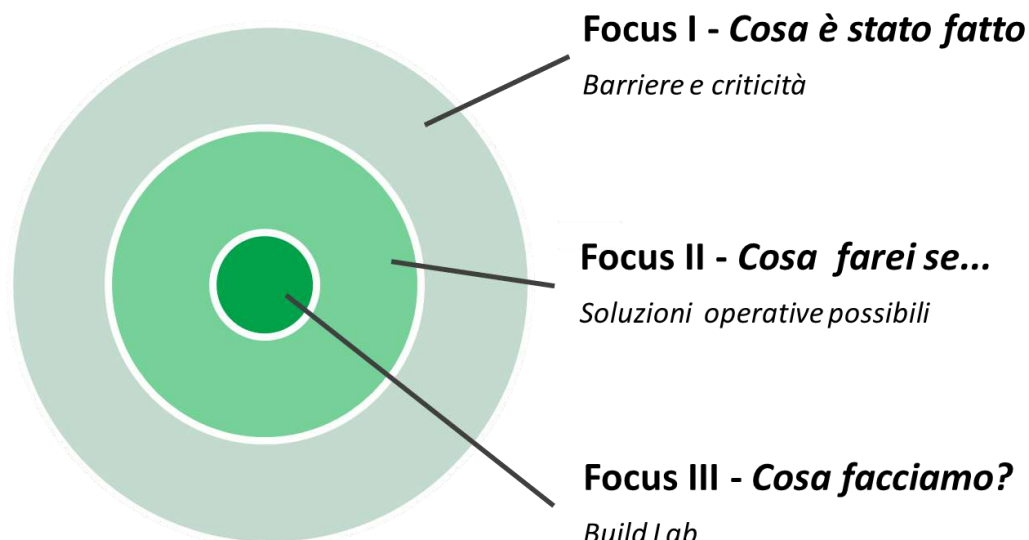 Focus I - Cosa è stato fatto
Barriere e criticità
Focus II - Cosa farei se...
Soluzioni operative possibili
Focus III - Cosa facciamo?
Build Lab